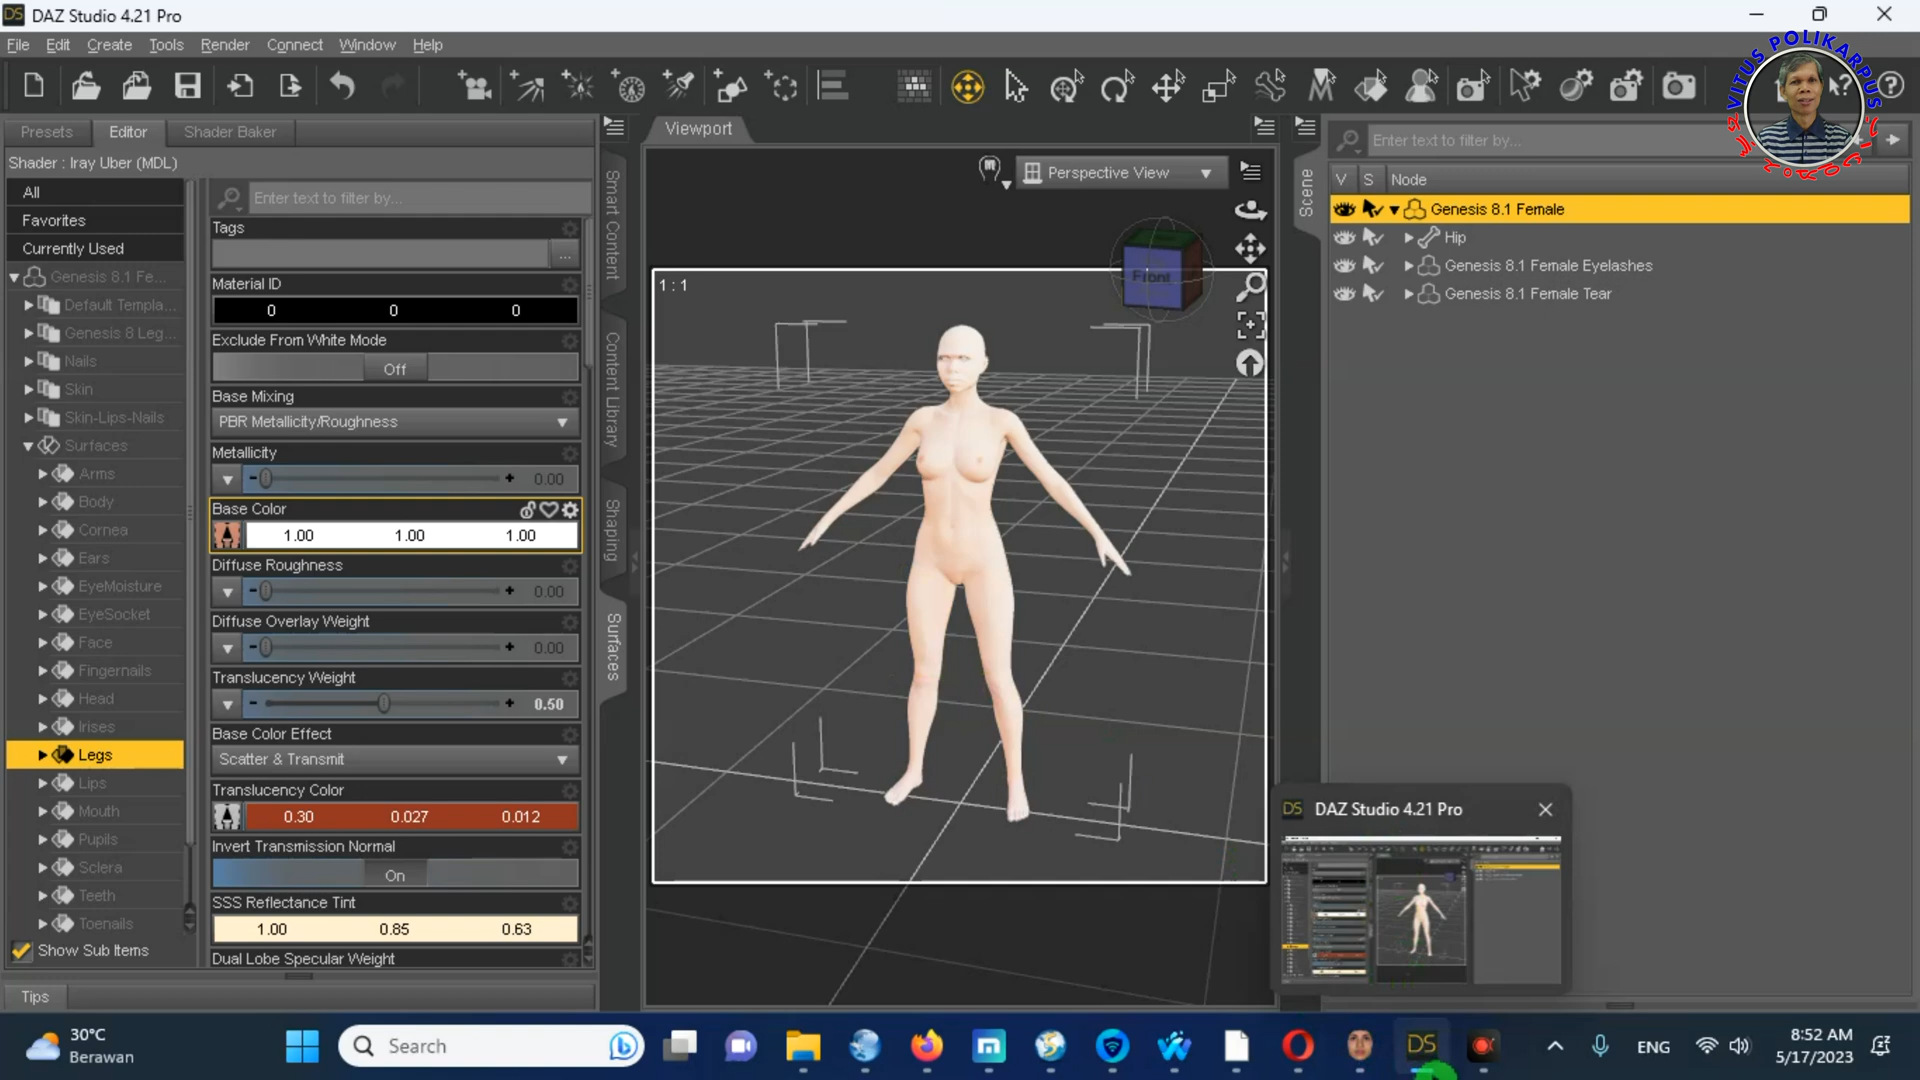 DAZ Studio 4.21 Pro
File Edit Create Tools Render Connect Window Help
VITUS POLIKARPUS
Presets Editor Shader Baker
Viewport
Enter text to filter by...
Shader : Iray Uber (MDL)
Perspective View
V S Node
All
Enter text to filter by...
Favorites
Tags
Currently Used
Genesis 8.1 Fe...
Default Templa...
Genesis 8 Leg...
Nails
Skin
Skin-Lips-Nails
Surfaces
Arms
Body
Cornea
Ears
EyeMoisture
EyeSocket
Face
Fingernails
Head
Irises
Legs
Lips
Mouth
Pupils
Sclera
Teeth
Toenails
Show Sub Items
Tips
...
Material ID
0 0 0
Exclude From White Mode
Off
Base Mixing
PBR Metallicity/Roughness
Metallicity
0.00
Base Color
1.00 1.00 1.00
Diffuse Roughness
0.00
Diffuse Overlay Weight
0.00
Translucency Weight
0.50
Base Color Effect
Scatter & Transmit
Translucency Color
0.30 0.027 0.012
Invert Transmission Normal
On
SSS Reflectance Tint
1.00 0.85 0.63
Dual Lobe Specular Weight
Smart Content
Content Library
Shaping
Surfaces
1 : 1
Front
Scene
Genesis 8.1 Female
Hip
Genesis 8.1 Female Eyelashes
Genesis 8.1 Female Tear
DS DAZ Studio 4.21 Pro
30°C
Berawan
Search
DS
ENG
8:52 AM
5/17/2023